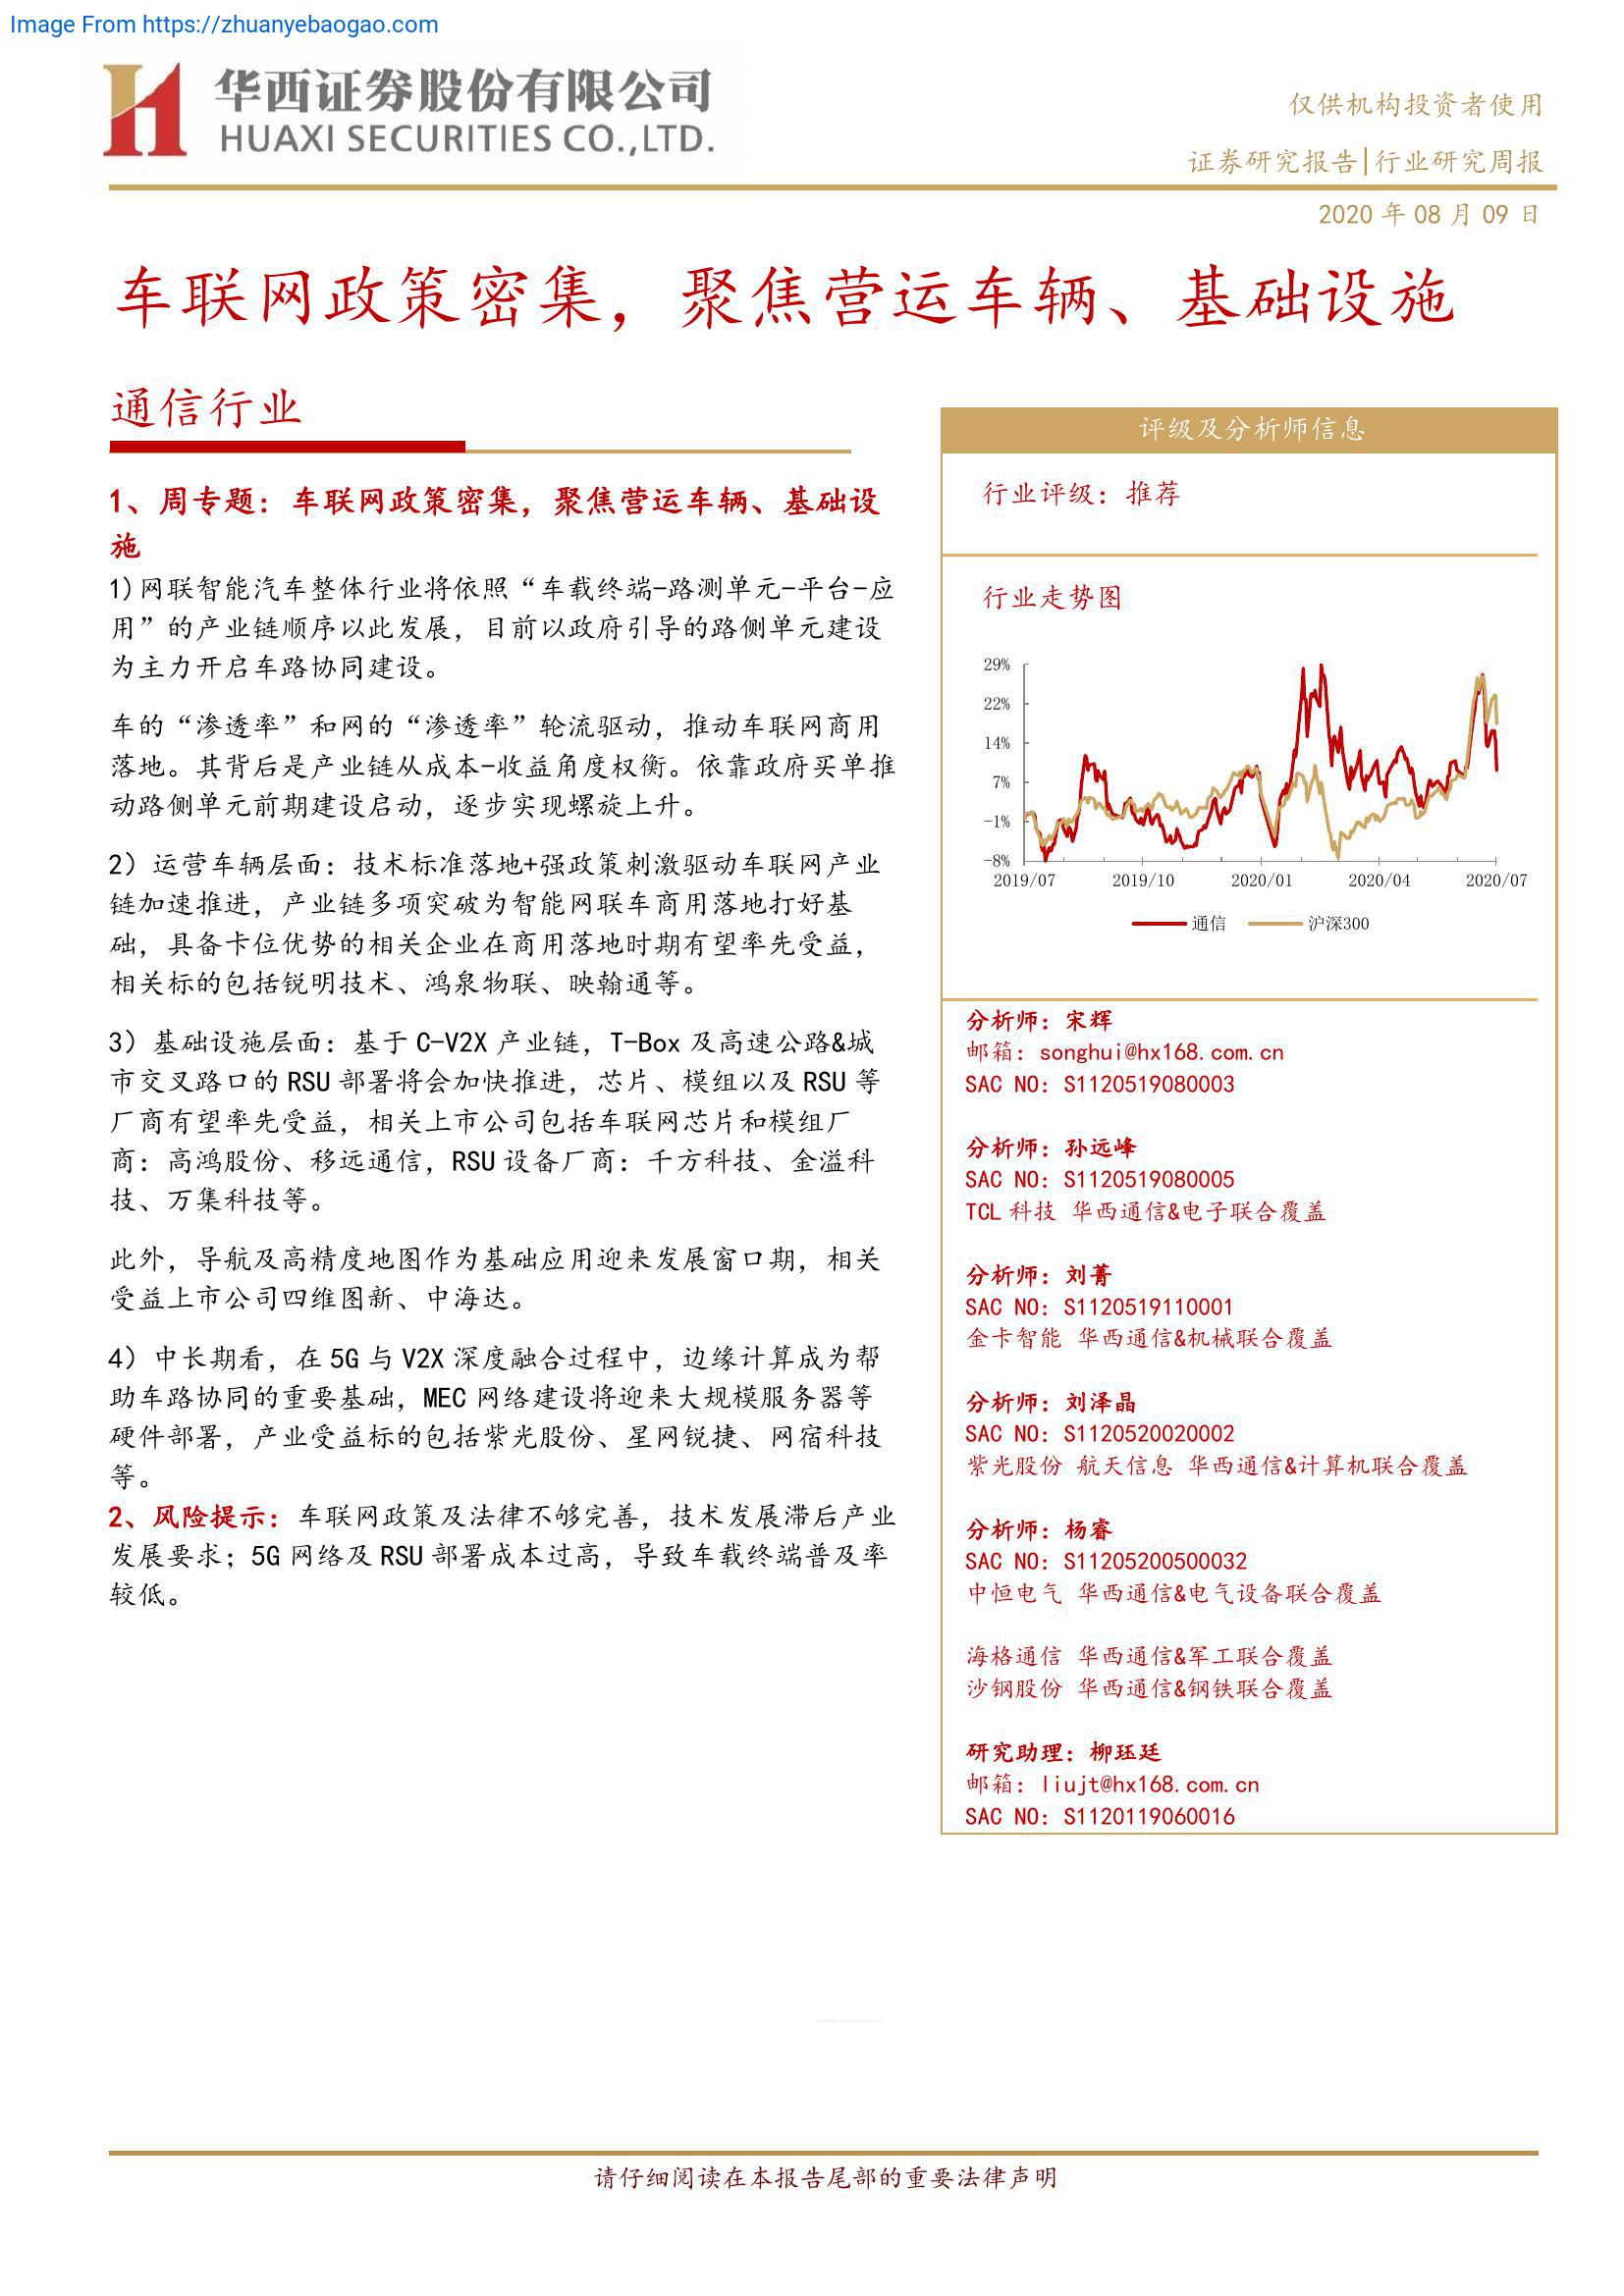 Image From https://zhuanyebaogao.com
华西证券股份有限公司
HUAXI SECURITIES CO.,LTD.
仅供机构投资者使用
证券研究报告|行业研究周报
2020 年 08 月 09 日
车联网政策密集，聚焦营运车辆、基础设施
通信行业
1、周专题：车联网政策密集，聚焦营运车辆、基础设
施
1)网联智能汽车整体行业将依照“车载终端-路测单元-平台-应
用”的产业链顺序以此发展，目前以政府引导的路侧单元建设
为主力开启车路协同建设。
车的“渗透率”和网的“渗透率”轮流驱动，推动车联网商用
落地。其背后是产业链从成本-收益角度权衡。依靠政府买单推
动路侧单元前期建设启动，逐步实现螺旋上升。
2）运营车辆层面：技术标准落地+强政策刺激驱动车联网产业
链加速推进，产业链多项突破为智能网联车商用落地打好基
础，具备卡位优势的相关企业在商用落地时期有望率先受益，
相关标的包括锐明技术、鸿泉物联、映翰通等。
3）基础设施层面：基于 C-V2X 产业链，T-Box 及高速公路&城
市交叉路口的 RSU 部署将会加快推进，芯片、模组以及 RSU 等
厂商有望率先受益，相关上市公司包括车联网芯片和模组厂
商：高鸿股份、移远通信，RSU 设备厂商：千方科技、金溢科
技、万集科技等。
此外，导航及高精度地图作为基础应用迎来发展窗口期，相关
受益上市公司四维图新、中海达。
4）中长期看，在 5G 与 V2X 深度融合过程中，边缘计算成为帮
助车路协同的重要基础，MEC 网络建设将迎来大规模服务器等
硬件部署，产业受益标的包括紫光股份、星网锐捷、网宿科技
等。
2、风险提示：车联网政策及法律不够完善，技术发展滞后产业
发展要求；5G 网络及 RSU 部署成本过高，导致车载终端普及率
较低。
评级及分析师信息
行业评级：推荐
行业走势图
29%
22%
14%
7%
-1%
-8%
2019/07 2019/10 2020/01 2020/04 2020/07
通信 沪深300
分析师：宋辉
邮箱：songhui@hx168.com.cn
SAC NO：S1120519080003
分析师：孙远峰
SAC NO：S1120519080005
TCL 科技 华西通信&电子联合覆盖
分析师：刘菁
SAC NO：S1120519110001
金卡智能 华西通信&机械联合覆盖
分析师：刘泽晶
SAC NO：S1120520020002
紫光股份 航天信息 华西通信&计算机联合覆盖
分析师：杨睿
SAC NO：S11205200500032
中恒电气 华西通信&电气设备联合覆盖
海格通信 华西通信&军工联合覆盖
沙钢股份 华西通信&钢铁联合覆盖
研究助理：柳珏廷
邮箱：liujt@hx168.com.cn
SAC NO：S1120119060016
请仔细阅读在本报告尾部的重要法律声明